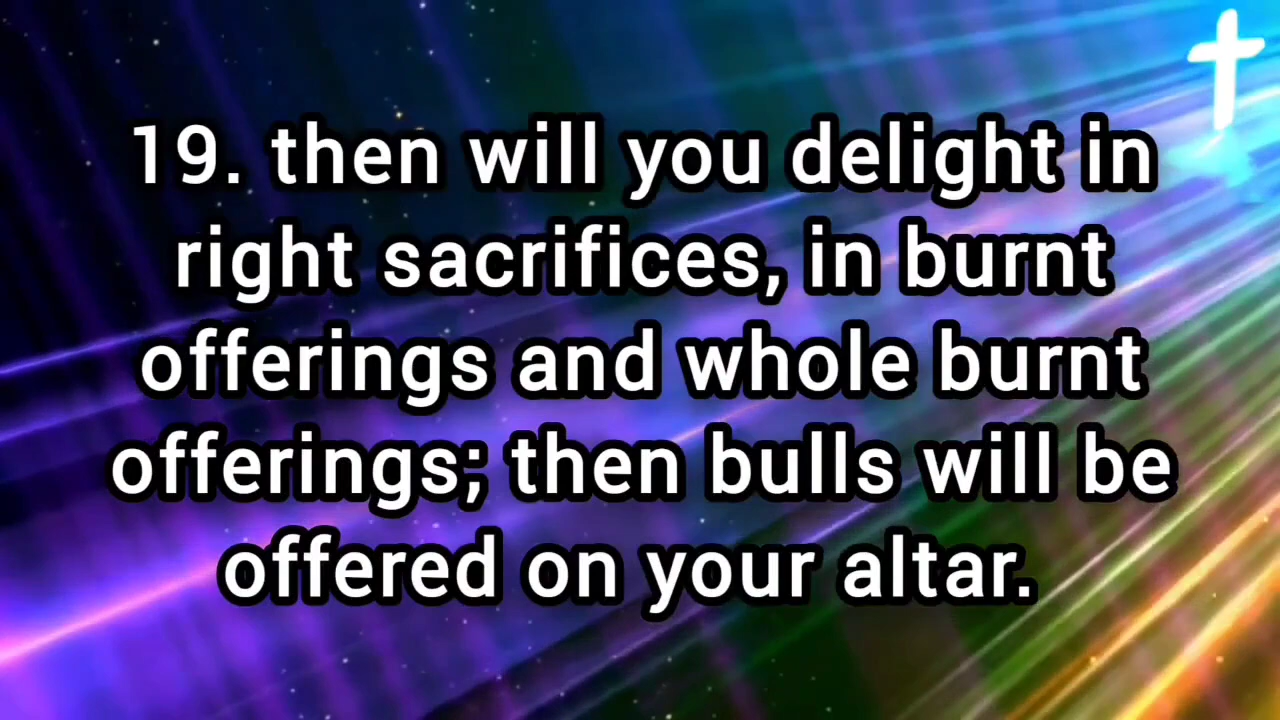 19. then will you delight in
right sacrifices, in burnt
offerings and whole burnt
offerings; then bulls will be
offered on your altar.